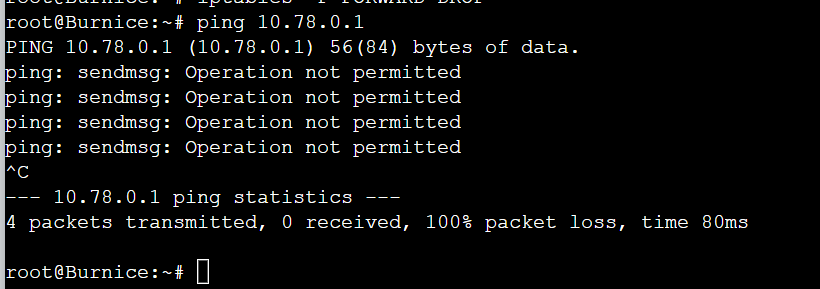 root@Burnice:~# iptables -P FORWARD DROP
root@Burnice:~# ping 10.78.0.1
PING 10.78.0.1 (10.78.0.1) 56(84) bytes of data.
ping: sendmsg: Operation not permitted
ping: sendmsg: Operation not permitted
ping: sendmsg: Operation not permitted
ping: sendmsg: Operation not permitted
^C
--- 10.78.0.1 ping statistics ---
4 packets transmitted, 0 received, 100% packet loss, time 80ms
root@Burnice:~#